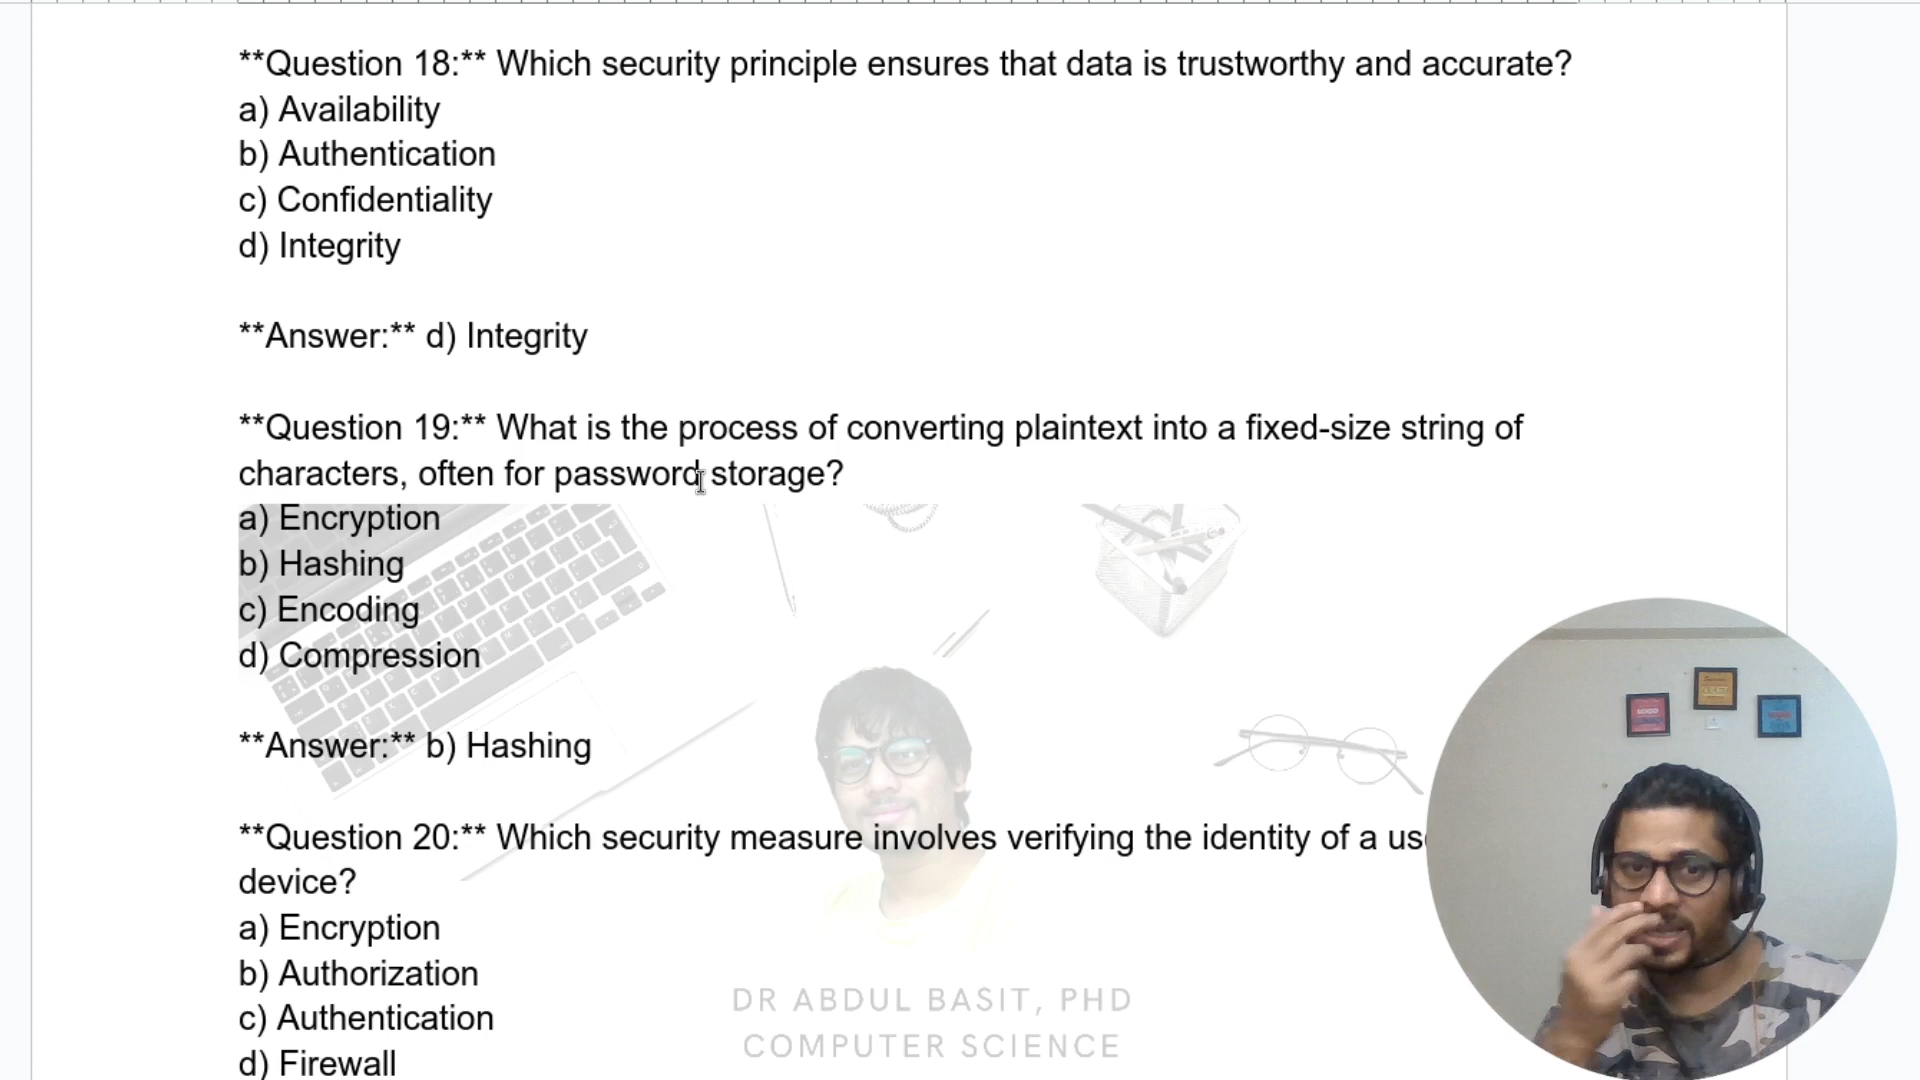 **Question 18:** Which security principle ensures that data is trustworthy and accurate?
a) Availability
b) Authentication
c) Confidentiality
d) Integrity
**Answer:** d) Integrity
**Question 19:** What is the process of converting plaintext into a fixed-size string of
characters, often for password storage?
a) Encryption
b) Hashing
c) Encoding
d) Compression
**Answer:** b) Hashing
**Question 20:** Which security measure involves verifying the identity of a
device?
a) Encryption
b) Authorization
c) Authentication
d) Firewall
DR ABDUL BASIT, PHD
COMPUTER SCIENCE